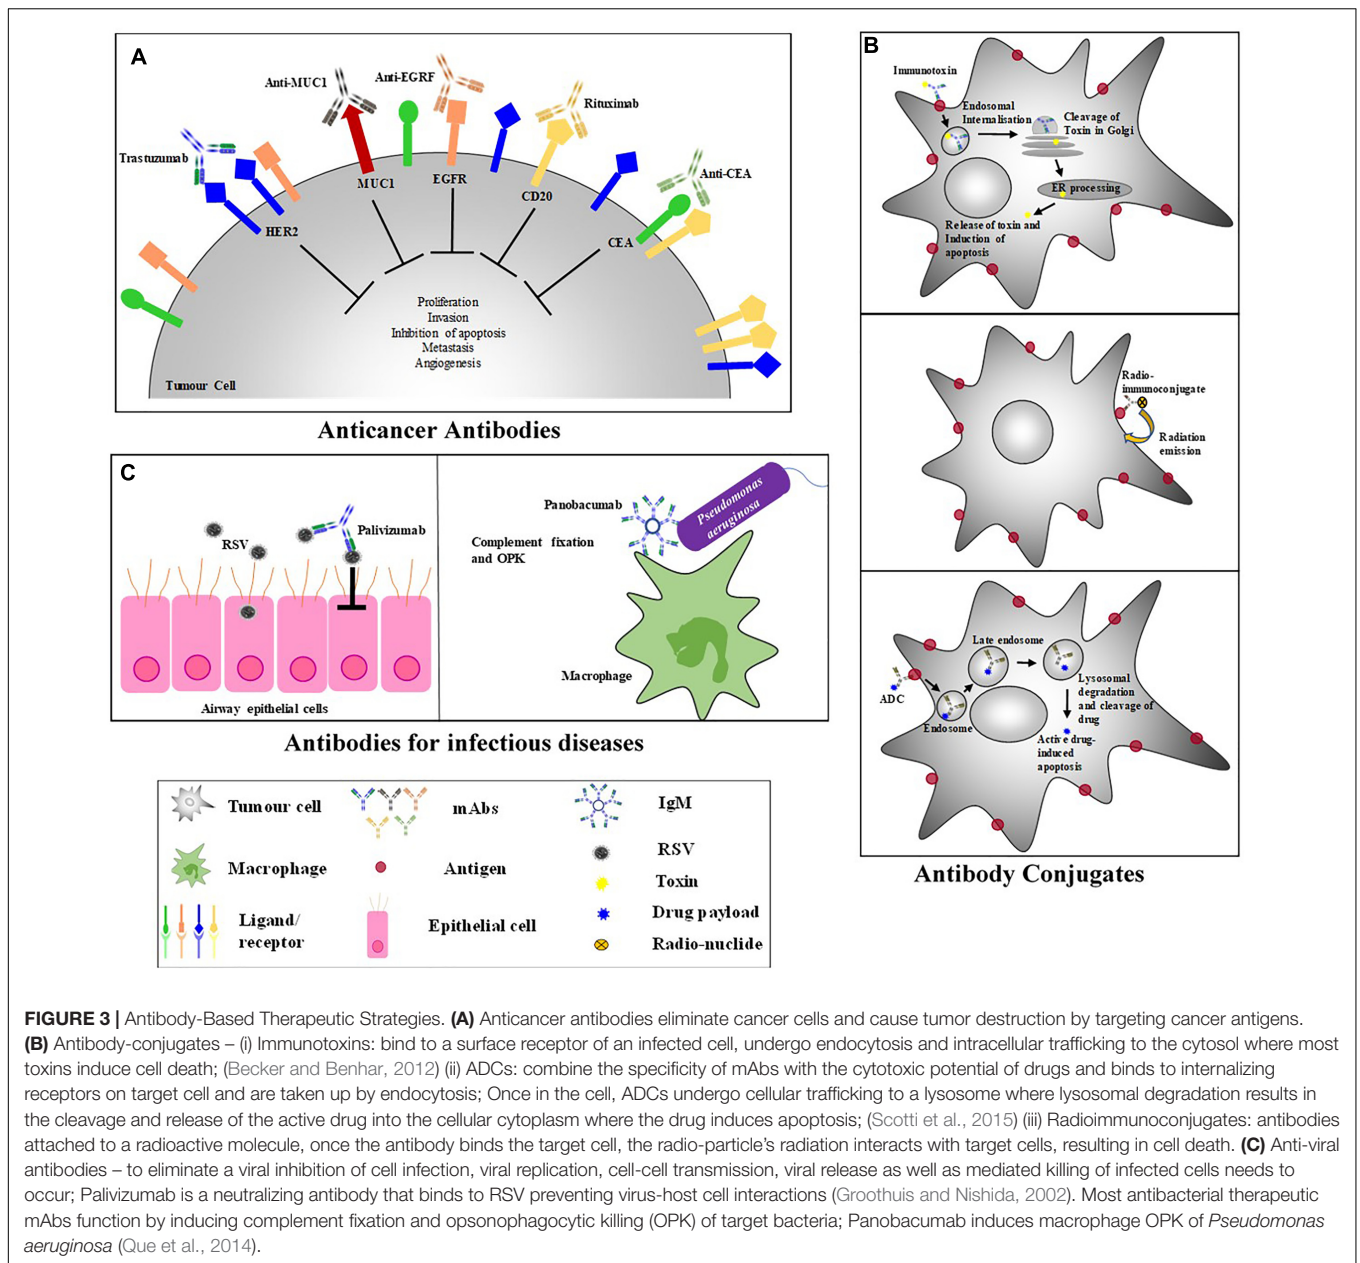 A
Anti-MUC1
Anti-EGRF
Rituximab
Trastuzumab
Anti-CEA
MUC1
EGFR
CD20
HER2
CEA
Proliferation
Invasion
Inhibition of apoptosis
Metastasis
Angiogenesis
Tumour Cell
Anticancer Antibodies
B
Immunotoxin
Endosomal
Internalisation
Cleavage of
Toxin in Golgi
ER processing
Release of toxin and
Induction of
apoptosis
Radio-
immunoconjugate
Radiation
emission
Late endosome
ADC
Endosome
Lysosomal
degradation
and cleavage of
drug
Active drug-
induced
apoptosis
Antibody Conjugates
C
RSV
Palivizumab
Airway epithelial cells
Panobacumab
Pseudomonas
aeruginosa
Complement fixation
and OPK
Macrophage
Antibodies for infectious diseases
Tumour cell
mAbs
IgM
Macrophage
Antigen
RSV
Toxin
Ligand/
receptor
Epithelial cell
Drug payload
Radio-nuclide
FIGURE 3 | Antibody-Based Therapeutic Strategies. (A) Anticancer antibodies eliminate cancer cells and cause tumor destruction by targeting cancer antigens.
(B) Antibody-conjugates – (i) Immunotoxins: bind to a surface receptor of an infected cell, undergo endocytosis and intracellular trafficking to the cytosol where most
toxins induce cell death; (Becker and Benhar, 2012) (ii) ADCs: combine the specificity of mAbs with the cytotoxic potential of drugs and binds to internalizing
receptors on target cell and are taken up by endocytosis; Once in the cell, ADCs undergo cellular trafficking to a lysosome where lysosomal degradation results in
the cleavage and release of the active drug into the cellular cytoplasm where the drug induces apoptosis; (Scotti et al., 2015) (iii) Radioimmunoconjugates: antibodies
attached to a radioactive molecule, once the antibody binds the target cell, the radio-particle's radiation interacts with target cells, resulting in cell death. (C) Anti-viral
antibodies – to eliminate a viral inhibition of cell infection, viral replication, cell-cell transmission, viral release as well as mediated killing of infected cells needs to
occur; Palivizumab is a neutralizing antibody that binds to RSV preventing virus-host cell interactions (Groothuis and Nishida, 2002). Most antibacterial therapeutic
mAbs function by inducing complement fixation and opsonophagocytic killing (OPK) of target bacteria; Panobacumab induces macrophage OPK of Pseudomonas
aeruginosa (Que et al., 2014).